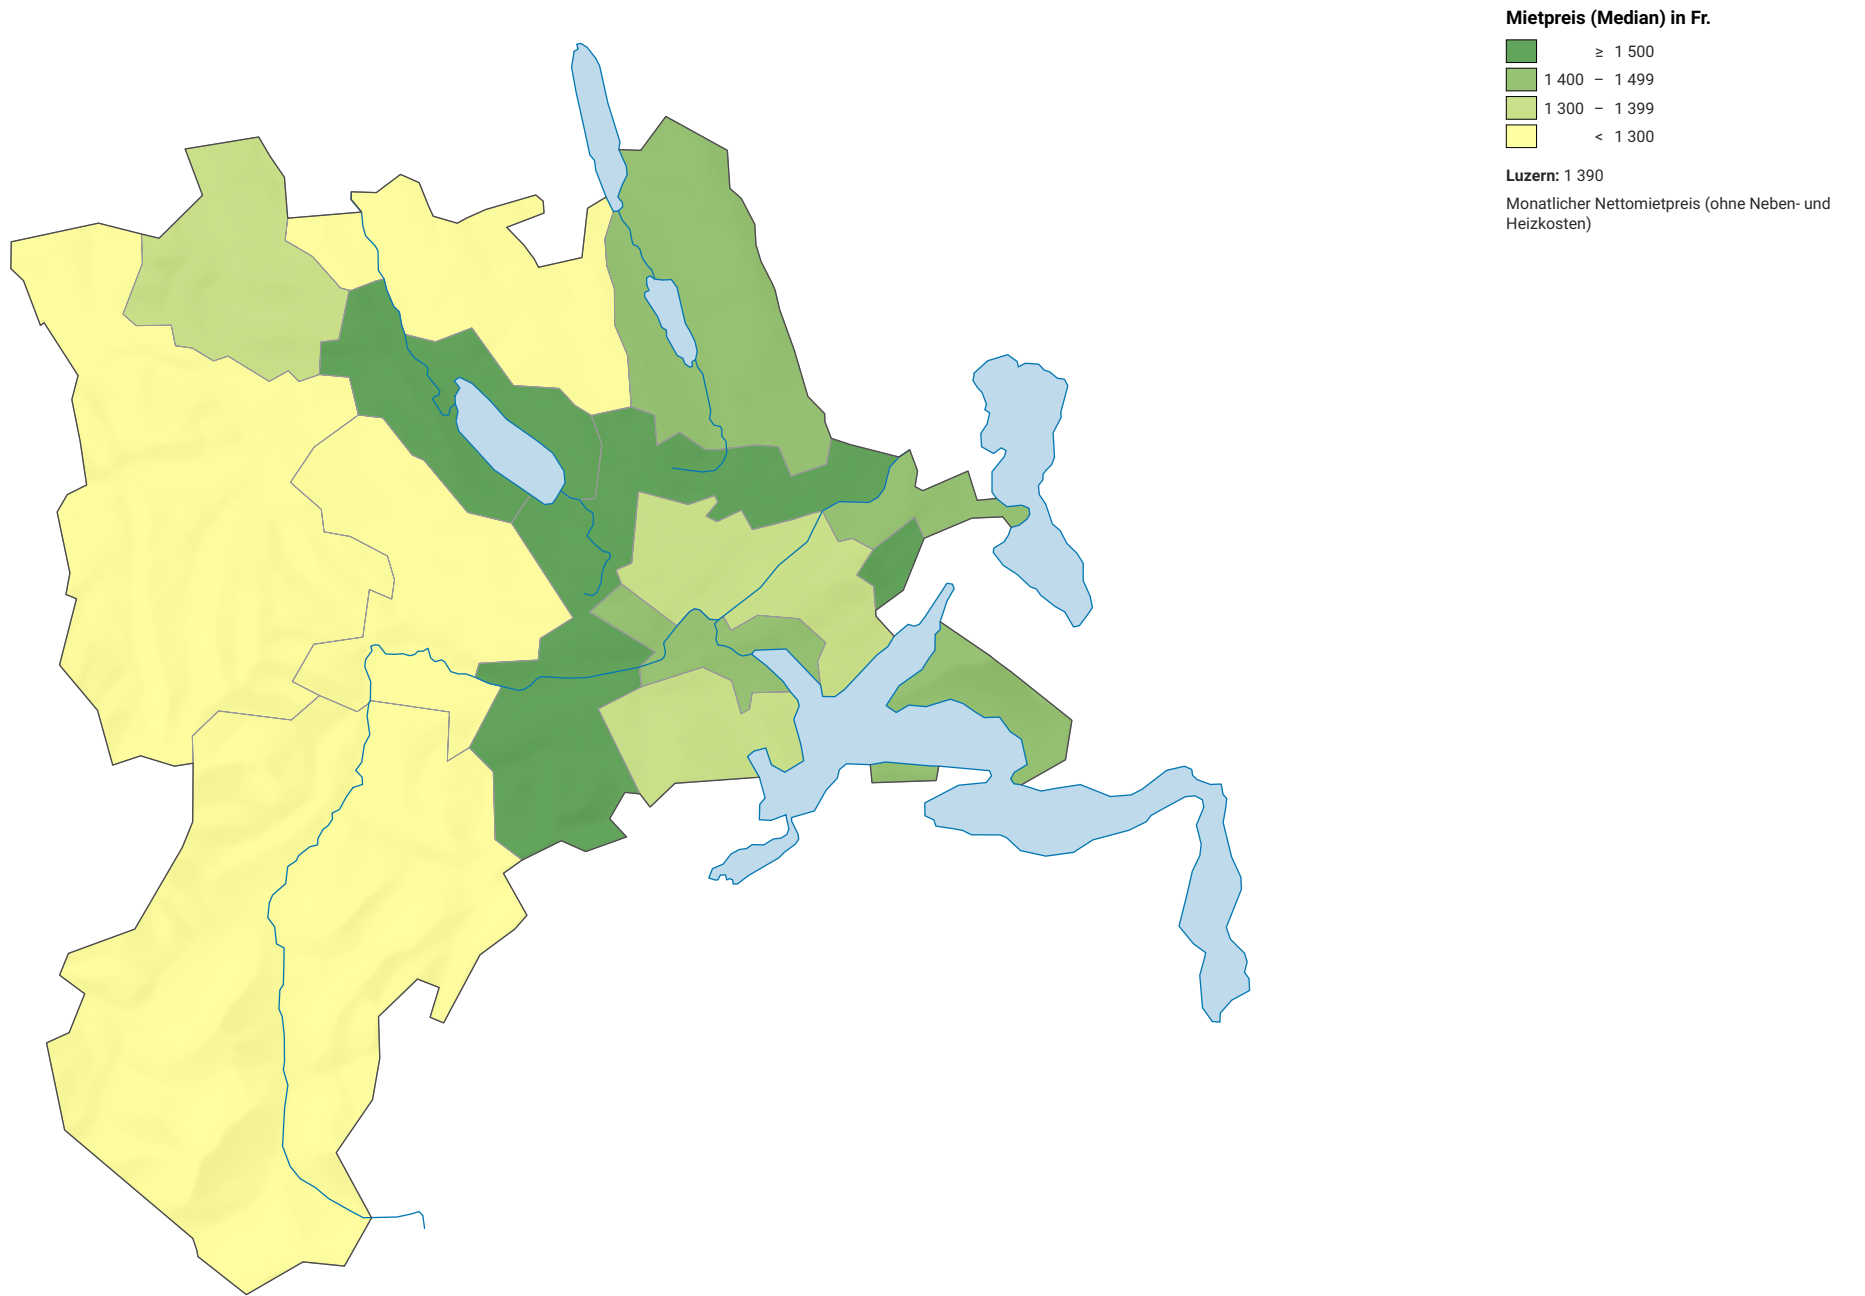 Mietpreis (Median) in Fr.
≥ 1 500
1 400 – 1 499
1 300 – 1 399
< 1 300
Luzern: 1 390
Monatlicher Nettomietpreis (ohne Neben- und
Heizkosten)